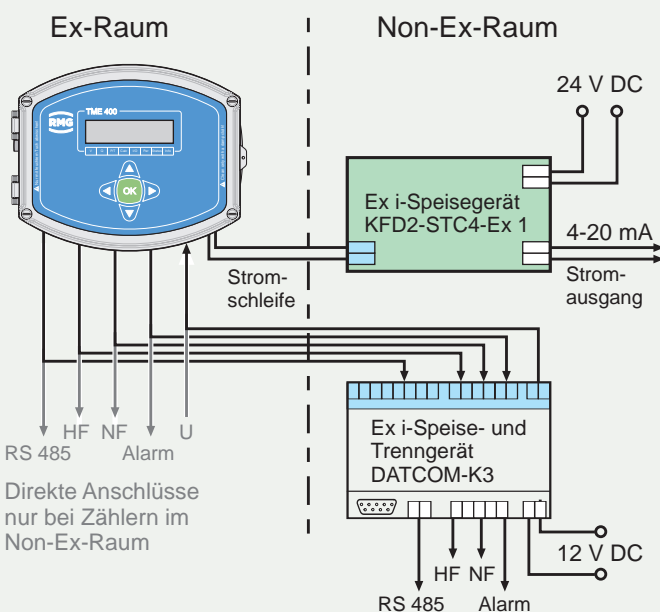 Ex-Raum
Non-Ex-Raum
24 V DC
RMG
TME 400
OK
Ex i-Speisegerät
KFD2-STC4-Ex 1
4-20 mA
Strom-
ausgang
Strom-
schleife
HF NF U
RS 485 Alarm
Direkte Anschlüsse
nur bei Zählern im
Non-Ex-Raum
Ex i-Speise- und
Trenngerät
DATCOM-K3
12 V DC
HF NF
RS 485 Alarm